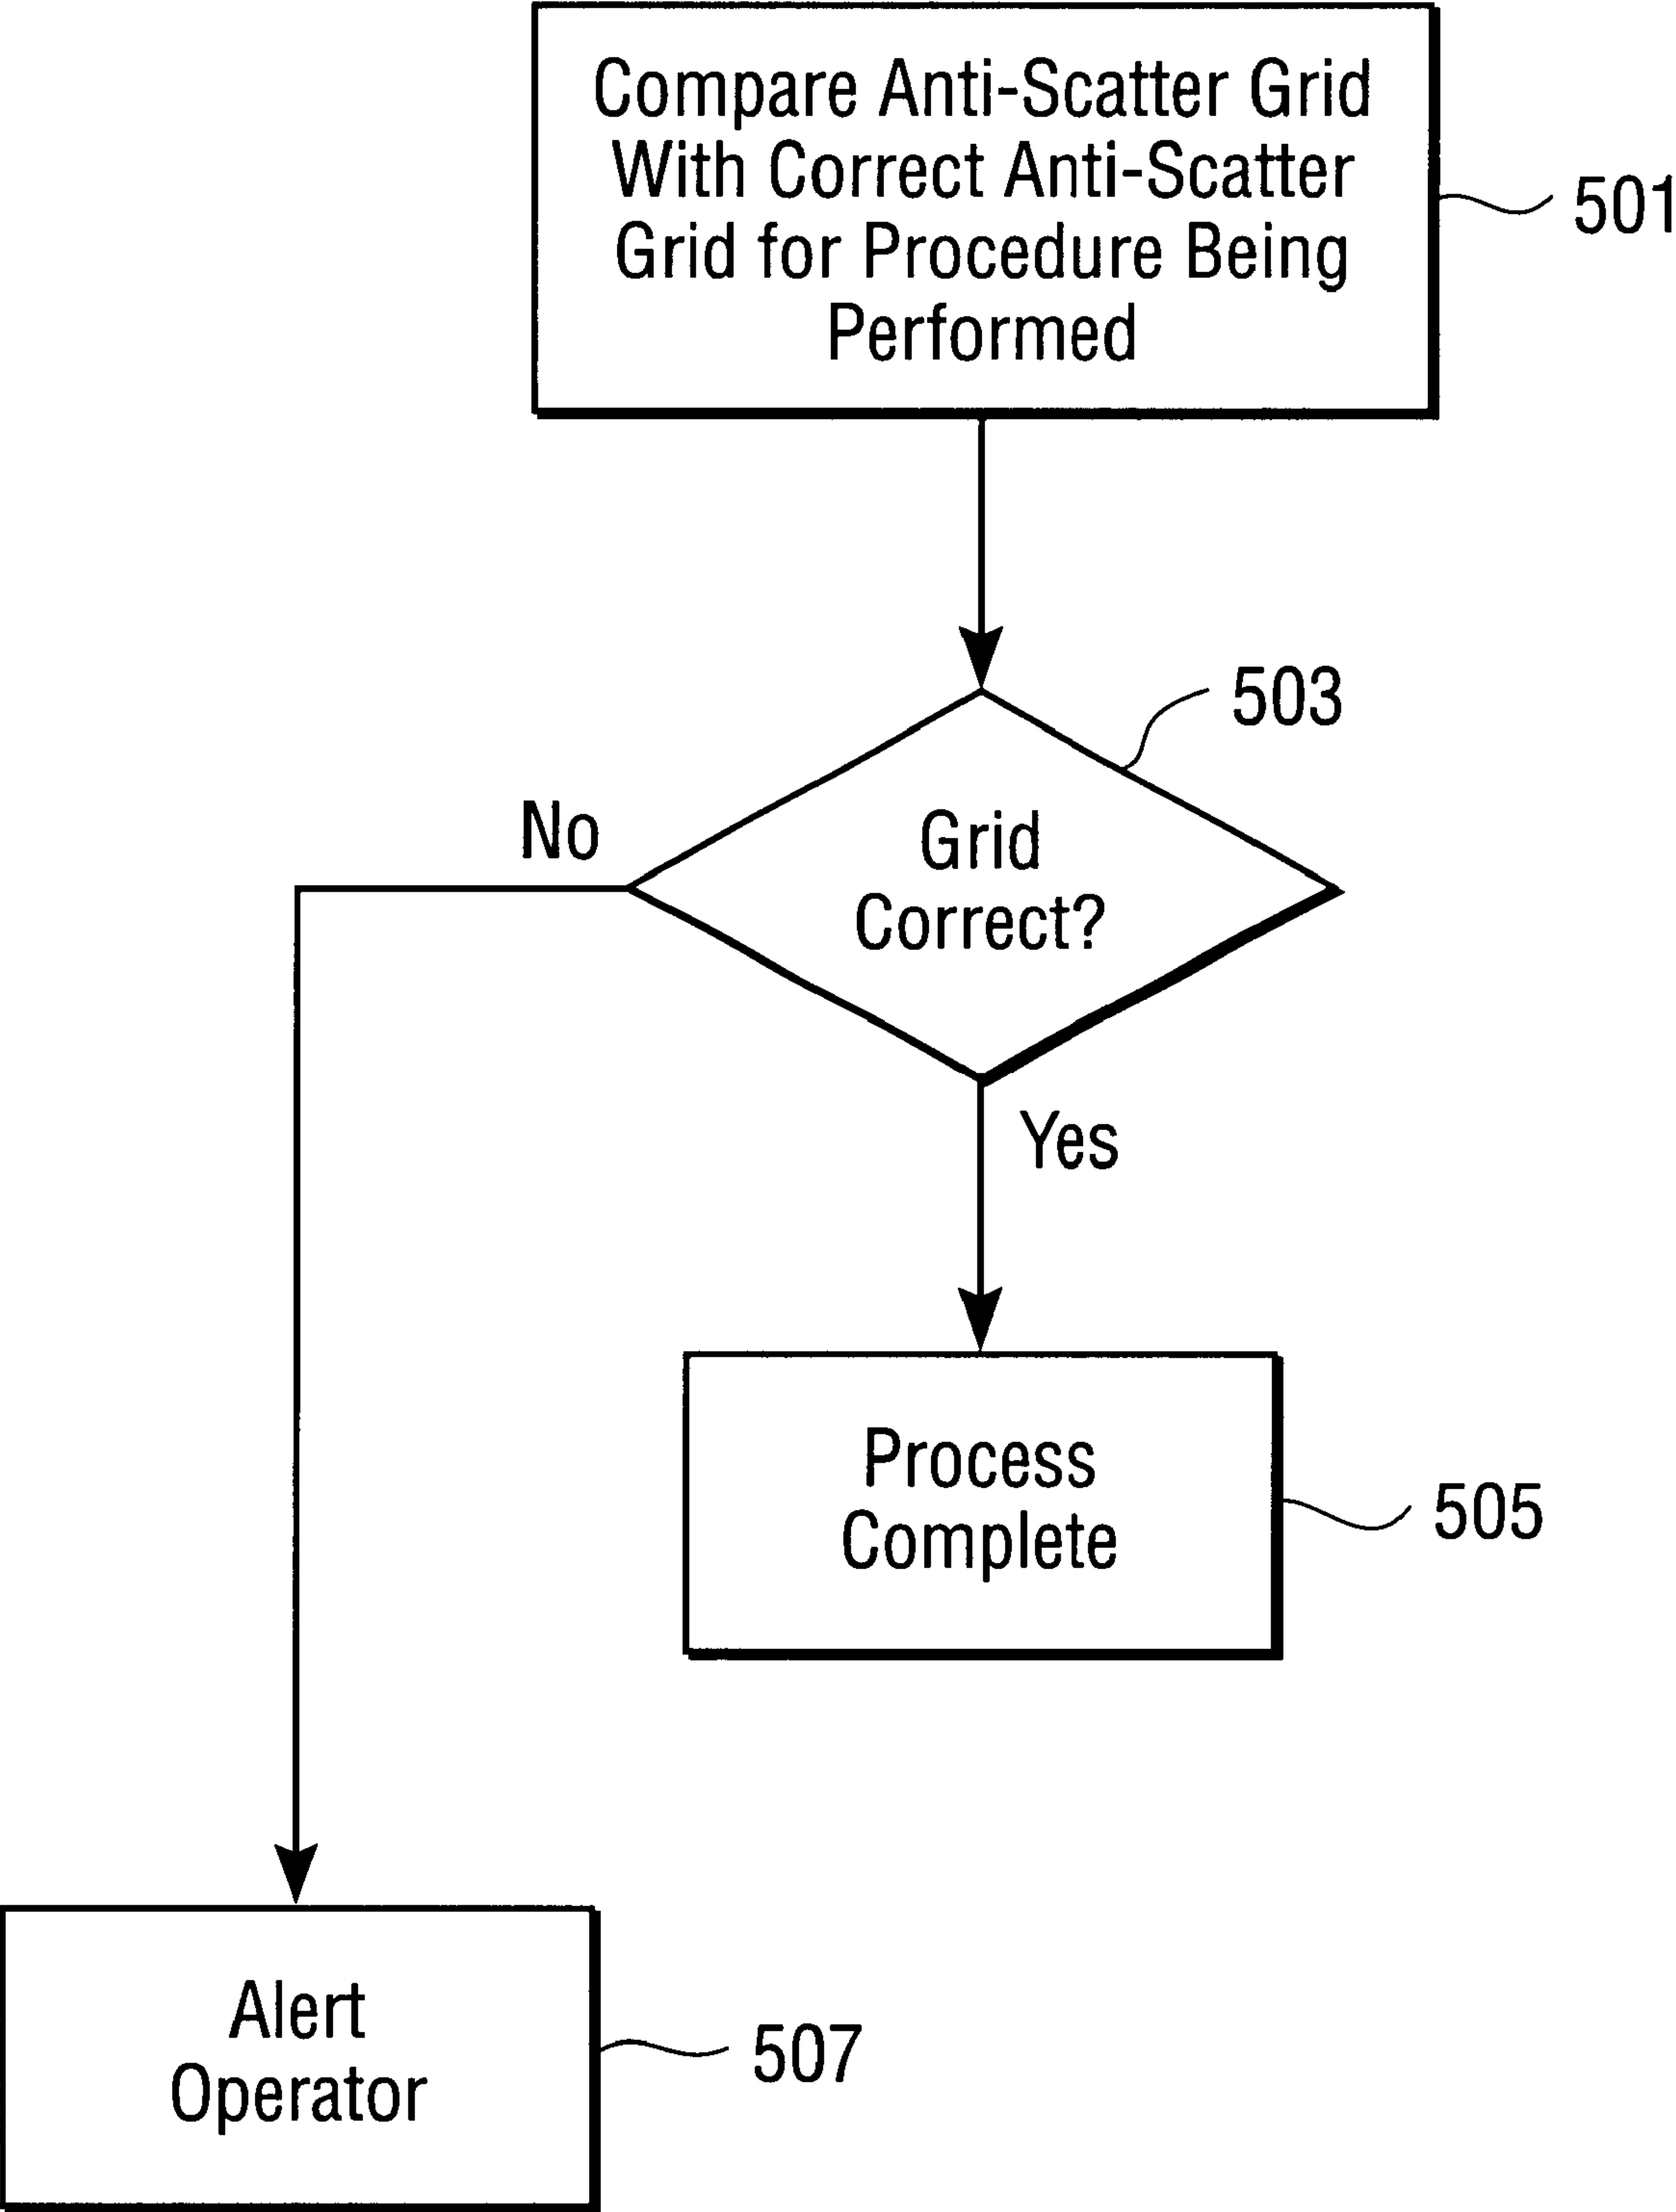 Compare Anti-Scatter Grid
With Correct Anti-Scatter
Grid for Procedure Being
Performed
501
503
No
Grid
Correct?
Yes
Process
Complete
505
Alert
Operator
507